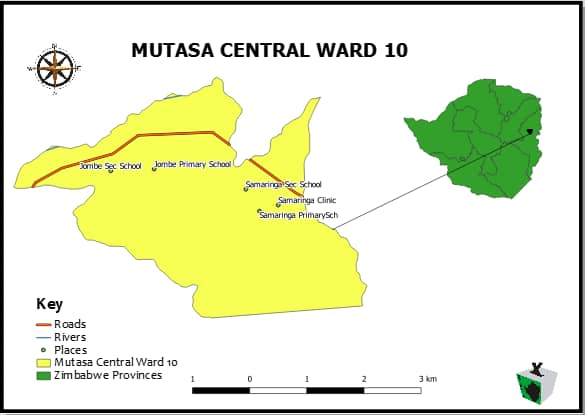 MUTASA CENTRAL WARD 10
N
W
E
S
Jombe Sec School
Jombe Primary School
Samaringa Sec School
Samaringa Clinic
Samaringa PrimarySch
Key
Roads
Rivers
Places
Mutasa Central Ward 10
Zimbabwe Provinces
1 0 1 2 3 km
X